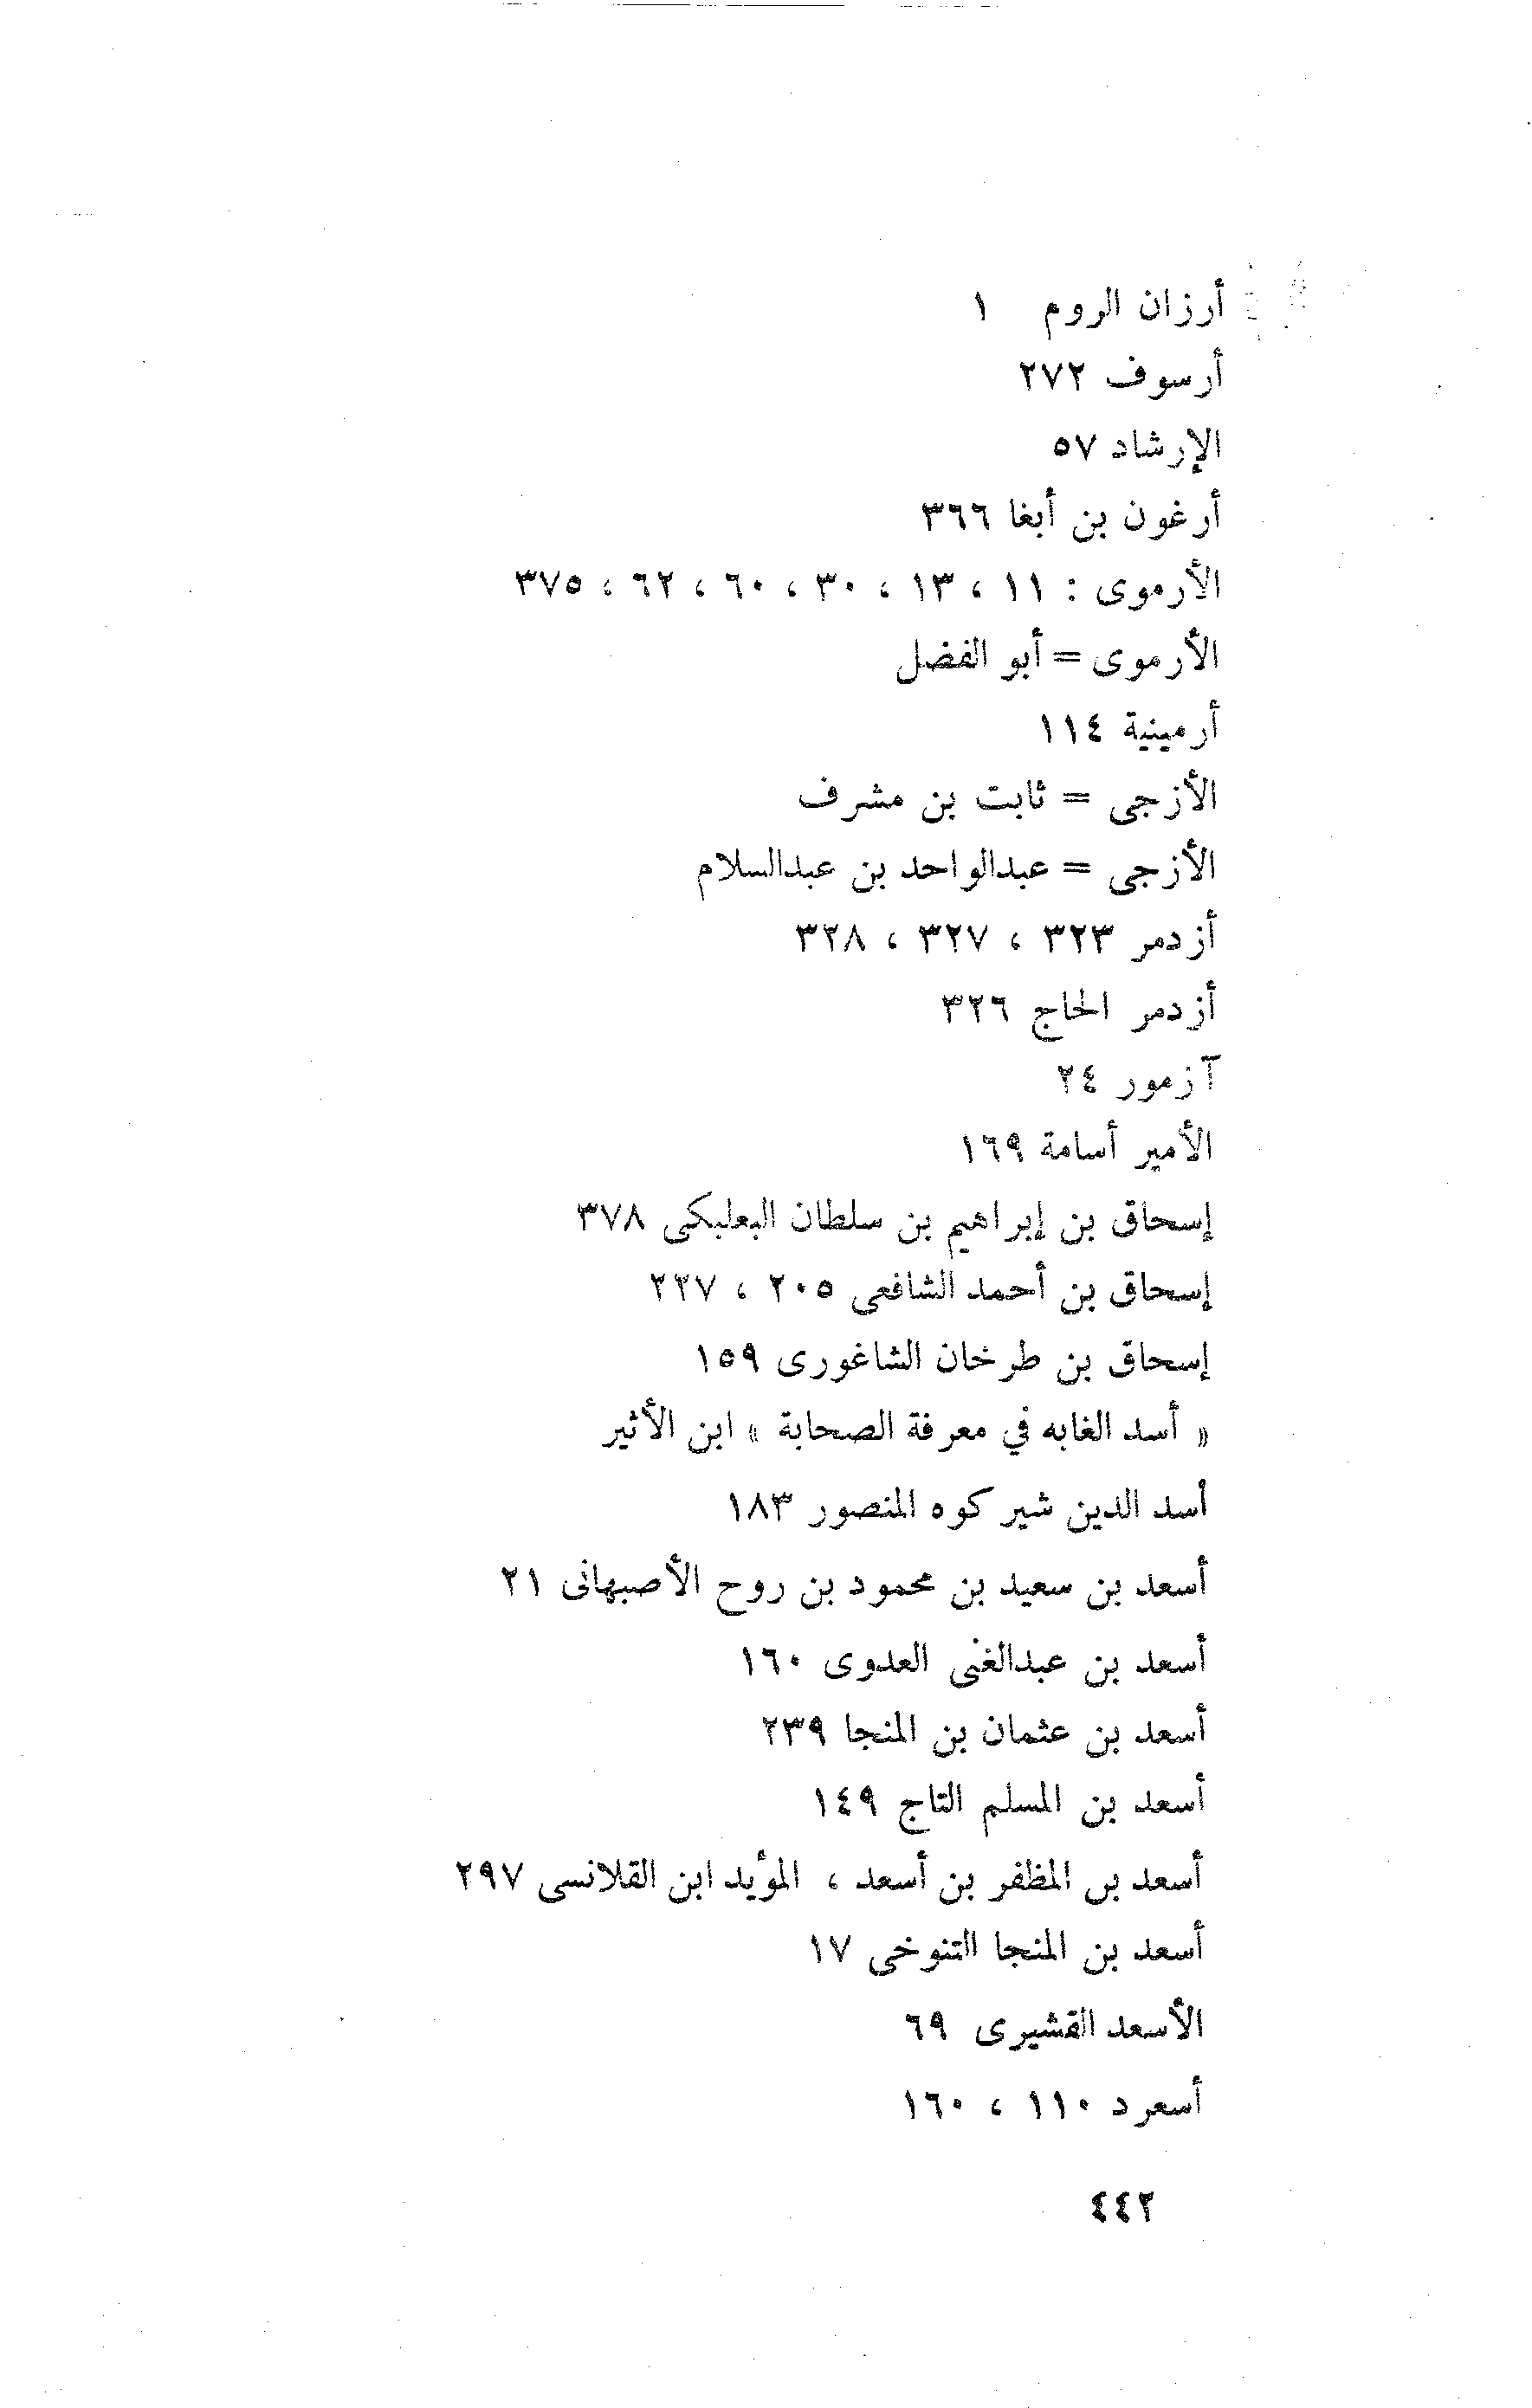 أرزان الروم ١
أرسوف ٢٧٢
الإرشاد ٥٧
أرغون بن أبغا ٣٦٦
الأرموى : ١١ ، ١٣ ، ٣٠ ، ٦٠ ، ٦٢ ، ٣٧٥
الأرموى = أبو الفضل
أرمينية ١١٤
الأزجى = ثابت بن مشرف
الأزجى = عبدالواحد بن عبدالسلام
أزدمر ٣٢٣ ، ٣٢٧ ، ٣٢٨
أزدمر الحاج ٣٢٦
آزمور ٢٤
الأمير أسامة ١٦٩
إسحاق بن إبراهيم بن سلطان البعلبكى ٣٧٨
إسحاق بن أحمد الشافعى ٢٠٥ ، ٢٢٧
إسحاق بن طرخان الشاغورى ١٥٩
« أسد الغابه في معرفة الصحابة » ابن الأثير
أسد الدين شيركوه المنصور ١٨٣
أسعد بن سعيد بن محمود بن روح الأصبهانى ٢١
أسعد بن عبدالغنى العدوى ١٦٠
أسعد بن عثمان بن المنجا ٢٣٩
أسعد بن المسلم التاج ١٤٩
أسعد بن المظفر بن أسعد ، المؤيد ابن القلانسى ٢٩٧
أسعد بن المنجا التنوخى ١٧
الأسعد القشيرى ٦٩
أسعرد ١١٠ ، ١٦٠
٤٤٢